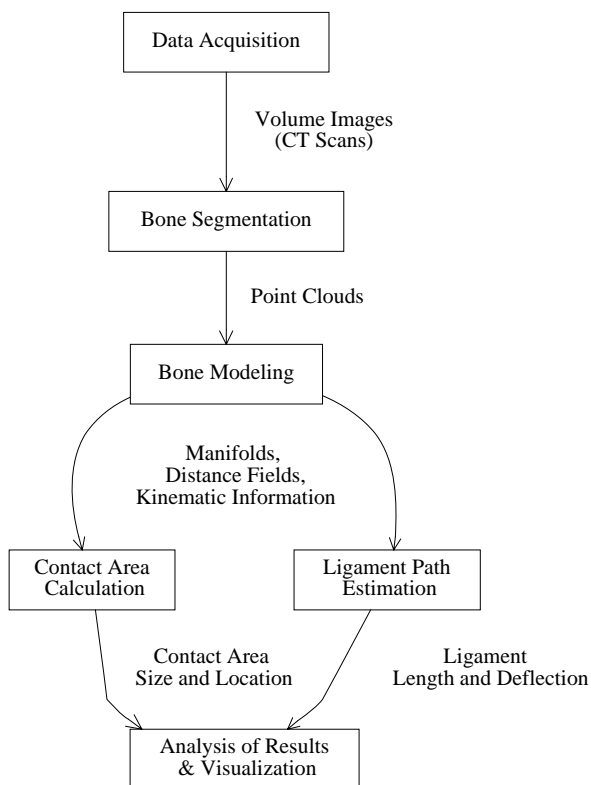 Data Acquisition
Volume Images
(CT Scans)
Bone Segmentation
Point Clouds
Bone Modeling
Manifolds,
Distance Fields,
Kinematic Information
Contact Area
Calculation
Ligament Path
Estimation
Contact Area
Size and Location
Ligament
Length and Deflection
Analysis of Results
& Visualization